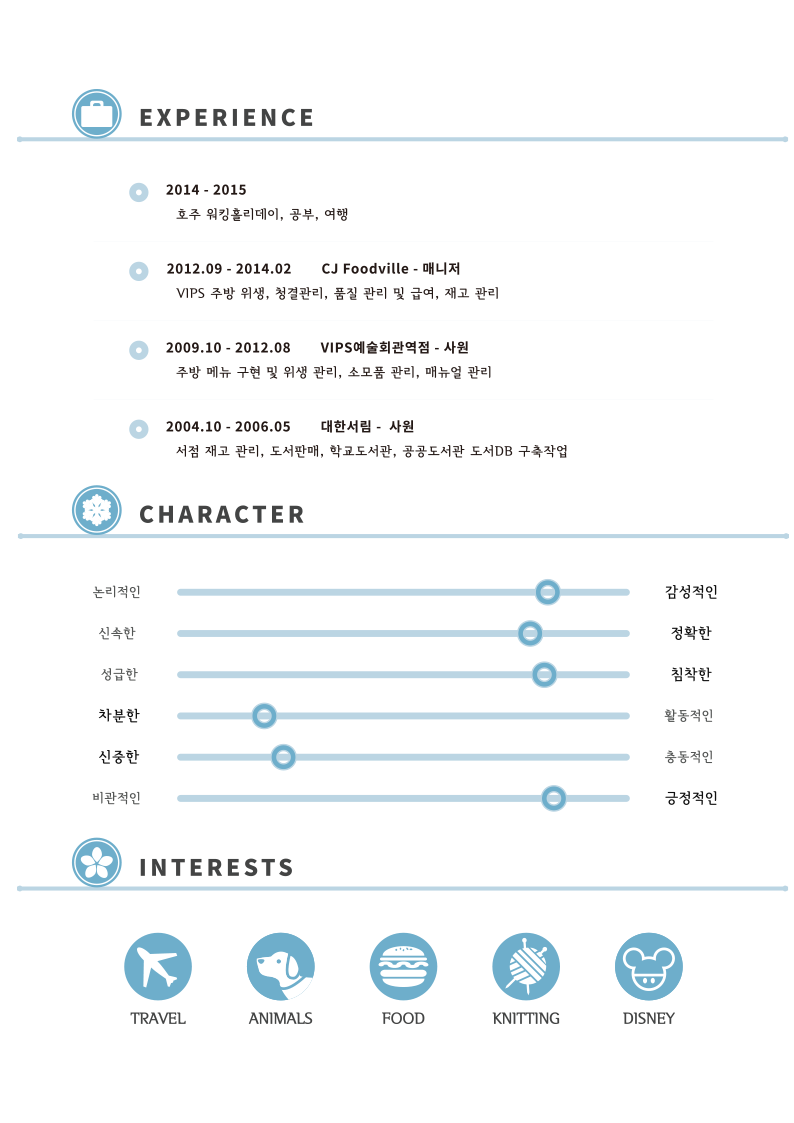 EXPERIENCE
2014 - 2015
호주 워킹홀리데이, 공부, 여행
2012.09 - 2014.02 CJ Foodville - 매니저
VIPS 주방 위생, 청결관리, 품질 관리 및 급여, 재고 관리
2009.10 - 2012.08 VIPS예술회관역점 - 사원
주방 메뉴 구현 및 위생 관리, 소모품 관리, 매뉴얼 관리
2004.10 - 2006.05 대한서림 - 사원
서점 재고 관리, 도서판매, 학교도서관, 공공도서관 도서DB 구축작업
CHARACTER
논리적인 감성적인
신속한 정확한
성급한 침착한
차분한 활동적인
신중한 충동적인
비관적인 긍정적인
INTERESTS
TRAVEL ANIMALS FOOD KNITTING DISNEY